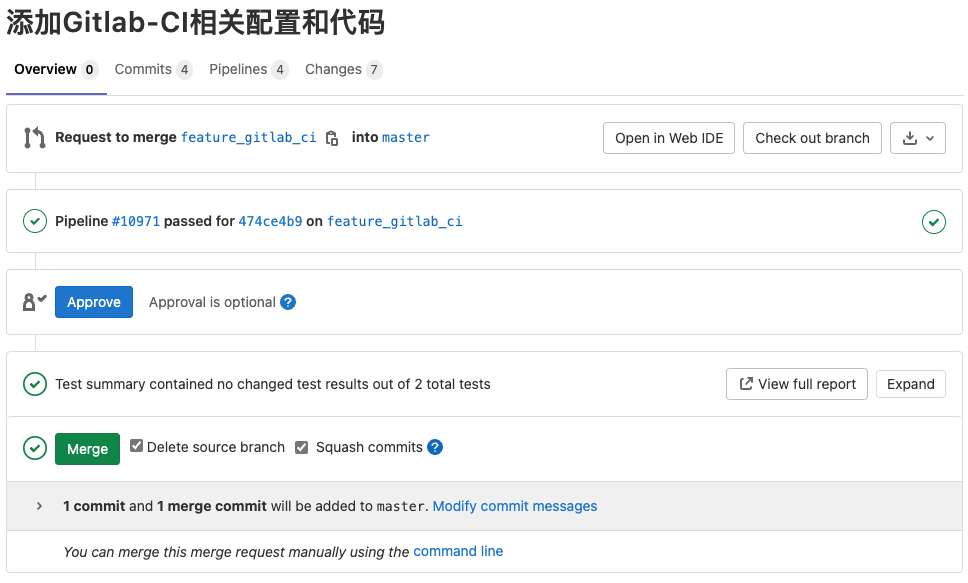 添加Gitlab-CI相关配置和代码
Overview 0 Commits 4 Pipelines 4 Changes 7
Request to merge feature_gitlab_ci into master Open in Web IDE Check out branch
Pipeline #10971 passed for 474ce4b9 on feature_gitlab_ci
Approve Approval is optional ?
Test summary contained no changed test results out of 2 total tests View full report Expand
Merge Delete source branch Squash commits ?
1 commit and 1 merge commit will be added to master. Modify commit messages
You can merge this merge request manually using the command line